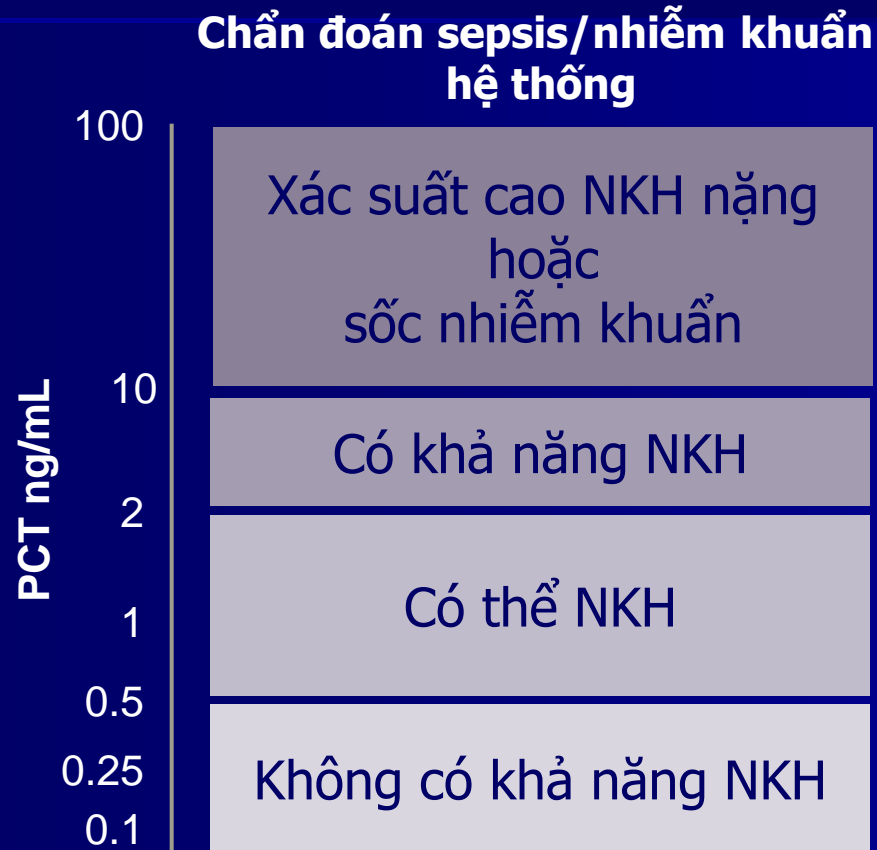 Chẩn đoán sepsis/nhiễm khuẩn
hệ thống
100
Xác suất cao NKH nặng
hoặc
sốc nhiễm khuẩn
10
Có khả năng NKH
PCT ng/mL
2
Có thể NKH
1
0.5
0.25
Không có khả năng NKH
0.1